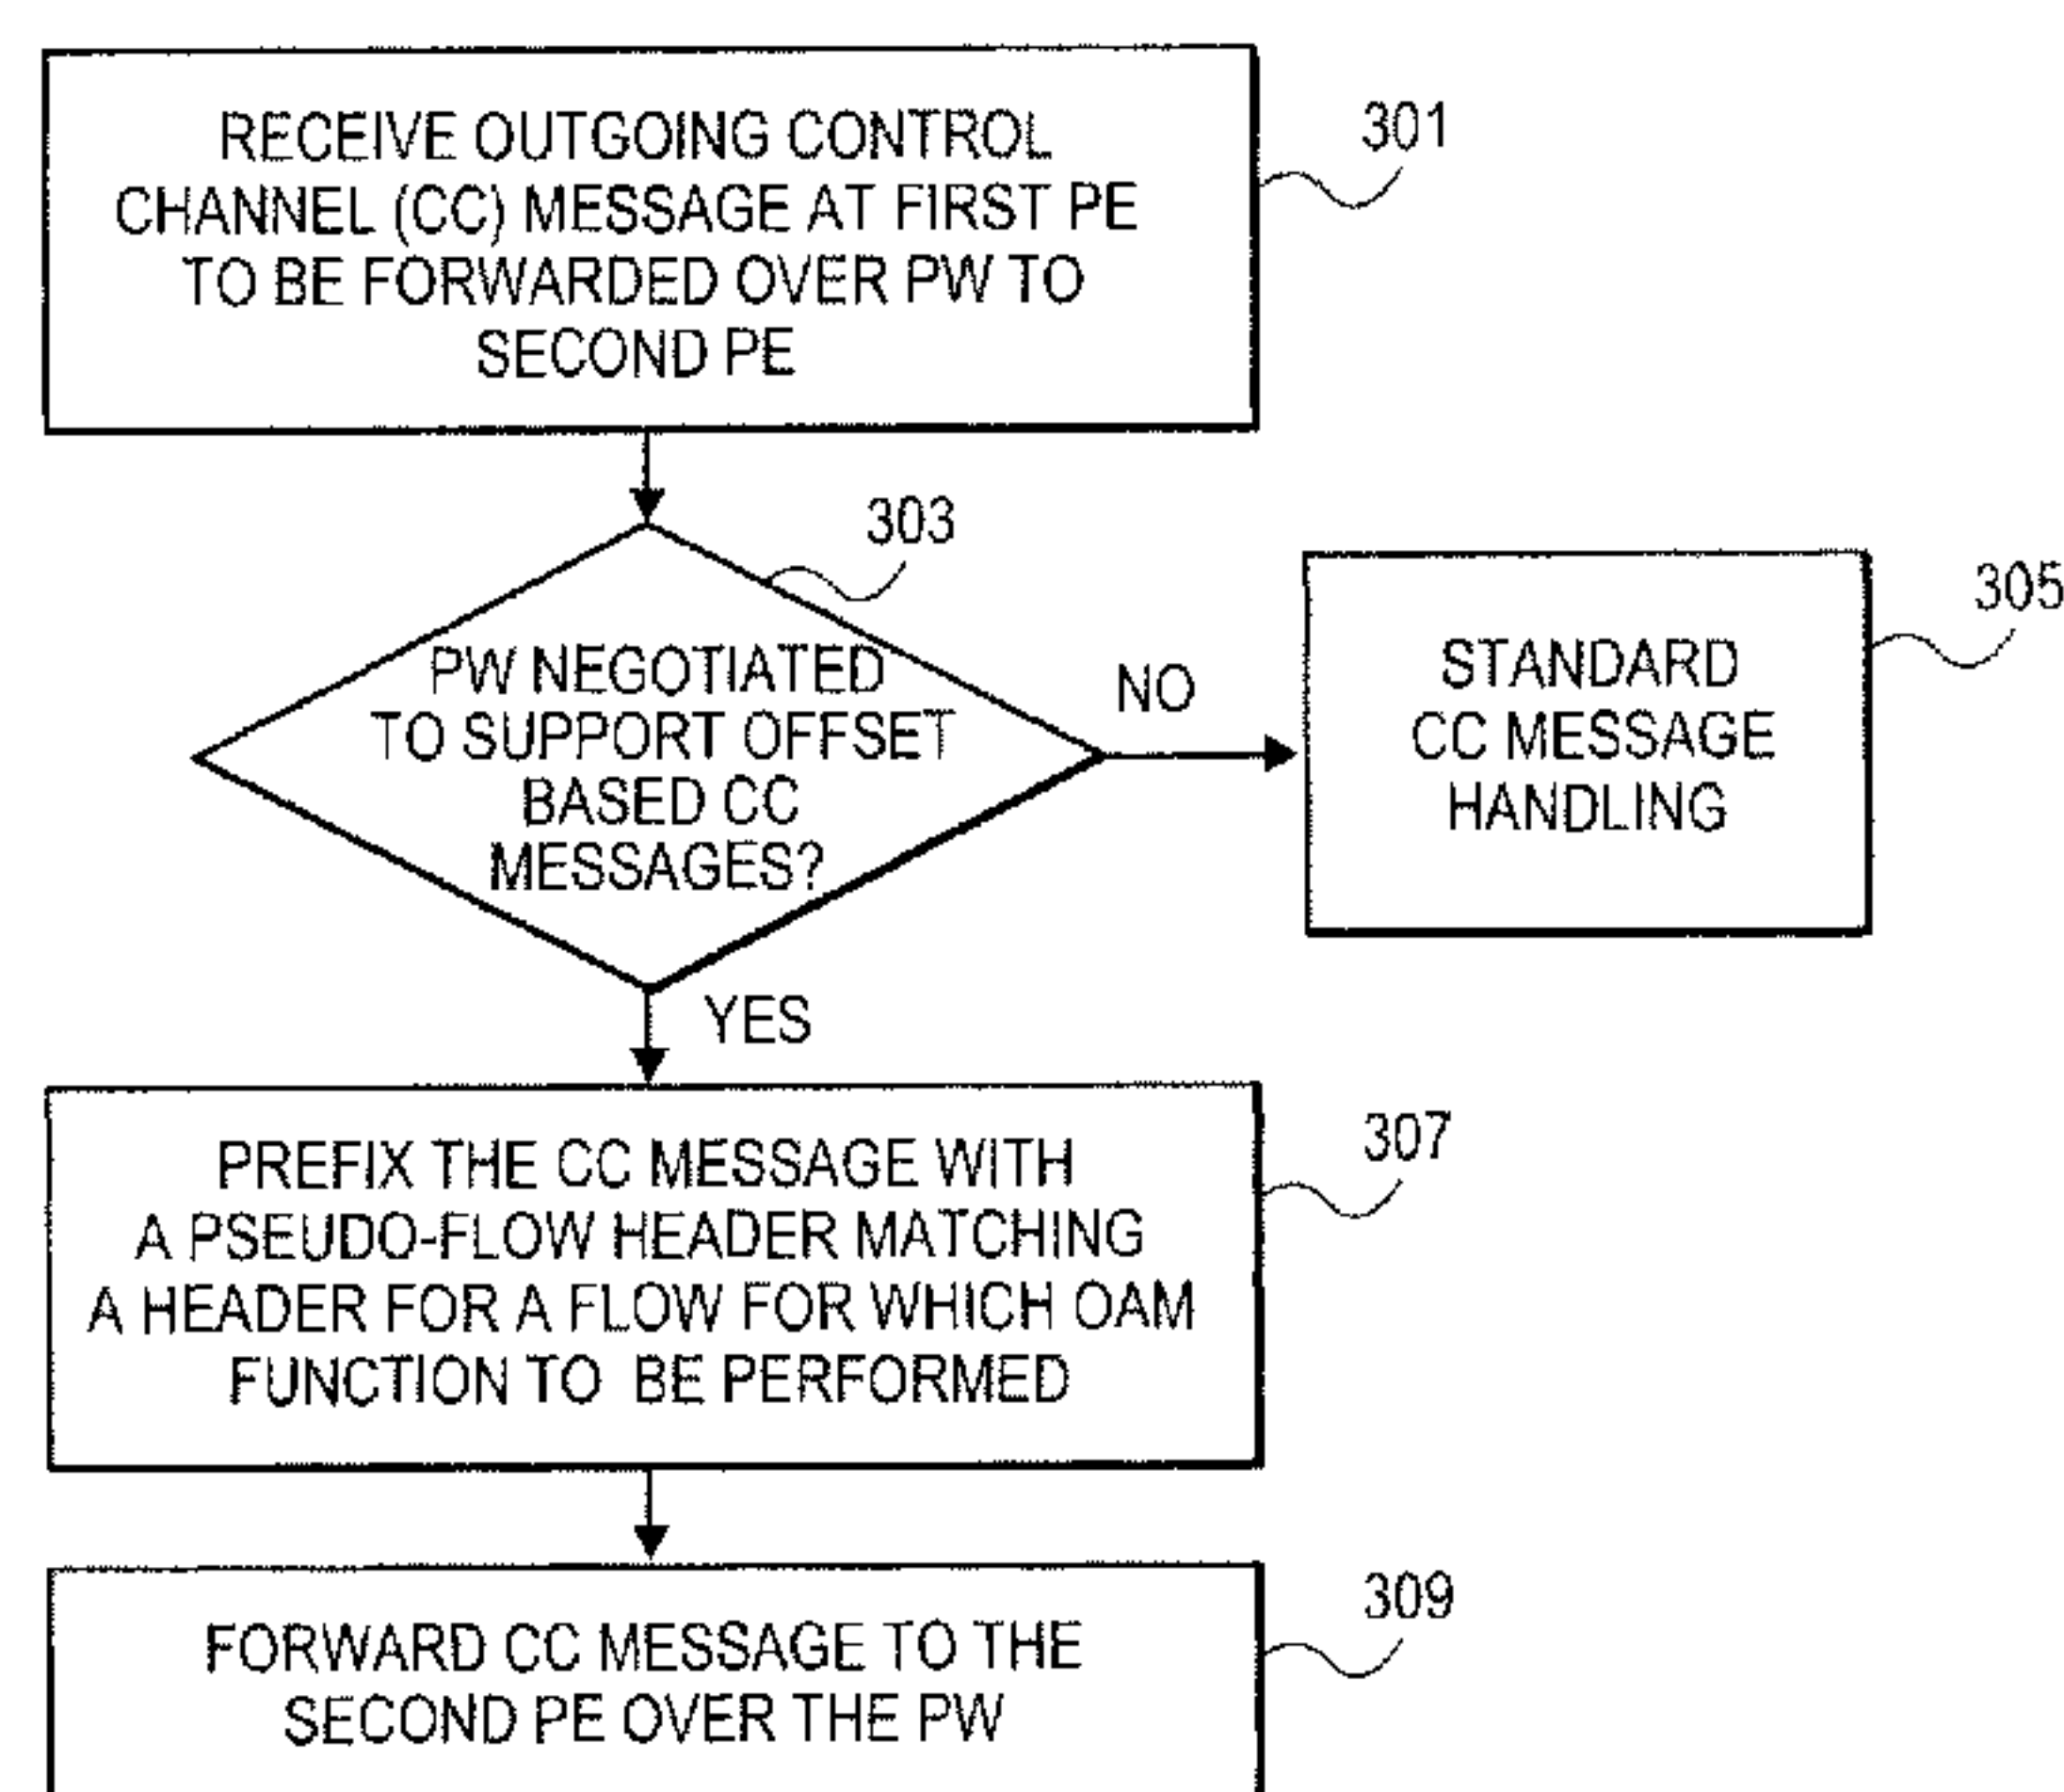 RECEIVE OUTGOING CONTROL
CHANNEL (CC) MESSAGE AT FIRST PE
TO BE FORWARDED OVER PW TO
SECOND PE
301
303
PW NEGOTIATED
TO SUPPORT OFFSET
BASED CC
MESSAGES?
NO
STANDARD
CC MESSAGE
HANDLING
305
YES
PREFIX THE CC MESSAGE WITH
A PSEUDO-FLOW HEADER MATCHING
A HEADER FOR A FLOW FOR WHICH OAM
FUNCTION TO BE PERFORMED
307
FORWARD CC MESSAGE TO THE
SECOND PE OVER THE PW
309